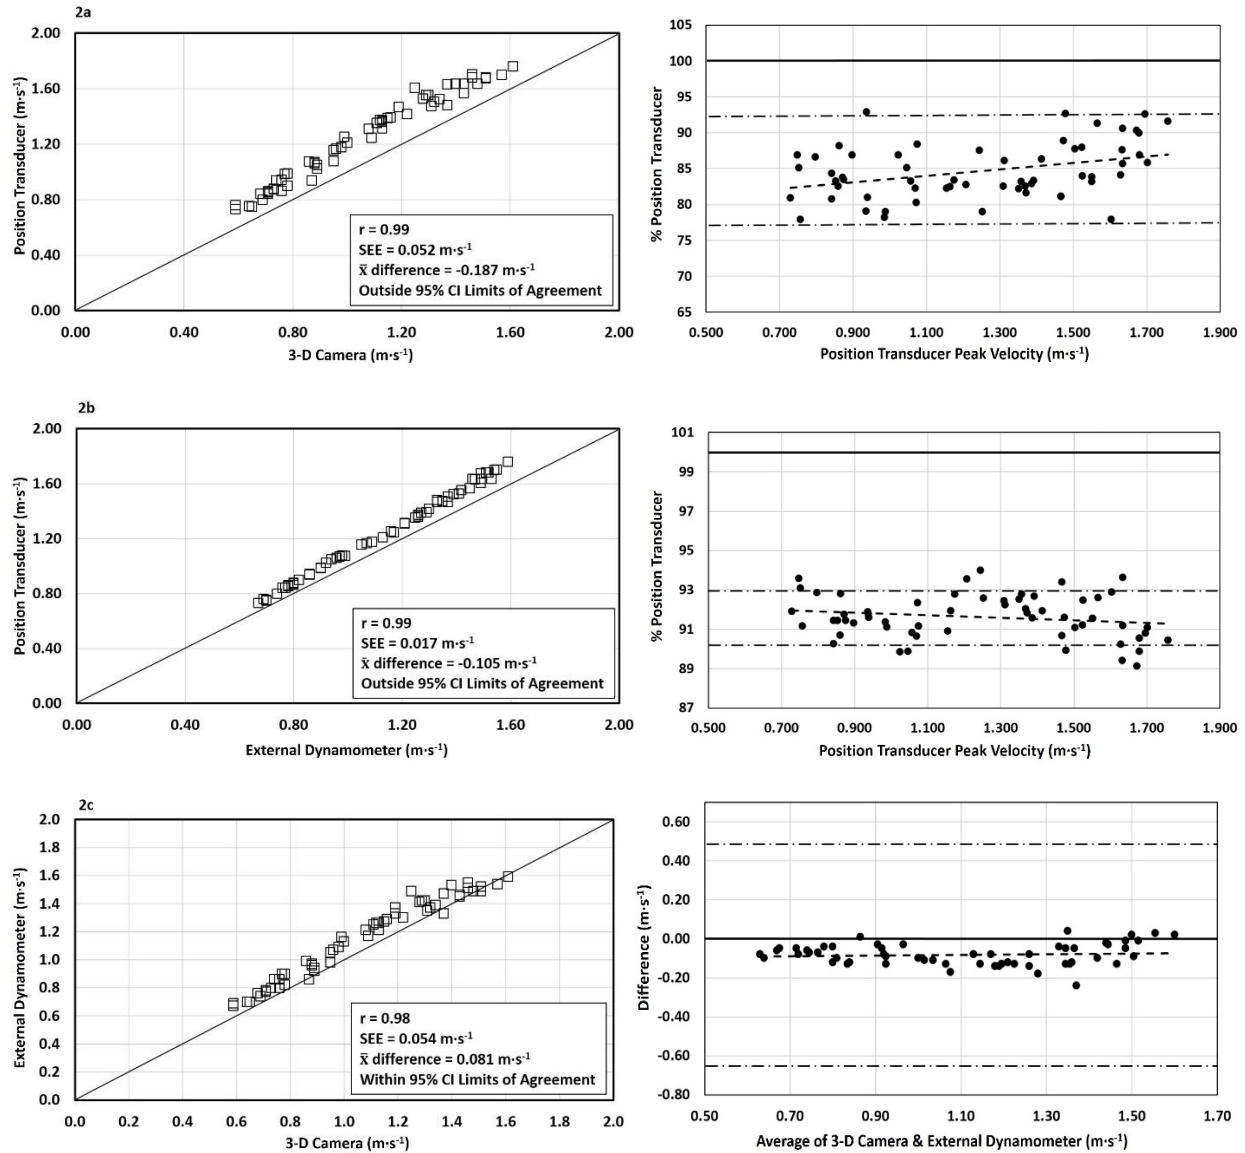 2a
2.00
1.60
1.20
0.80
0.40
0.00
Position Transducer (m·s⁻¹)
r = 0.99
SEE = 0.052 m·s⁻¹
x̄ difference = -0.187 m·s⁻¹
Outside 95% CI Limits of Agreement
0.00 0.40 0.80 1.20 1.60 2.00
3-D Camera (m·s⁻¹)
105
100
95
90
85
80
75
70
65
% Position Transducer
0.500 0.700 0.900 1.100 1.300 1.500 1.700 1.900
Position Transducer Peak Velocity (m·s⁻¹)
2b
2.00
1.60
1.20
0.80
0.40
0.00
Position Transducer (m·s⁻¹)
r = 0.99
SEE = 0.017 m·s⁻¹
x̄ difference = -0.105 m·s⁻¹
Outside 95% CI Limits of Agreement
0.00 0.40 0.80 1.20 1.60 2.00
External Dynamometer (m·s⁻¹)
101
99
97
95
93
91
89
87
% Position Transducer
0.500 0.700 0.900 1.100 1.300 1.500 1.700 1.900
Position Transducer Peak Velocity (m·s⁻¹)
2c
2.0
1.8
1.6
1.4
1.2
1.0
0.8
0.6
0.4
0.2
0.0
External Dynamometer (m·s⁻¹)
r = 0.98
SEE = 0.054 m·s⁻¹
x̄ difference = 0.081 m·s⁻¹
Within 95% CI Limits of Agreement
0.0 0.2 0.4 0.6 0.8 1.0 1.2 1.4 1.6 1.8 2.0
3-D Camera (m·s⁻¹)
0.60
0.40
0.20
0.00
-0.20
-0.40
-0.60
-0.80
Difference (m·s⁻¹)
0.50 0.70 0.90 1.10 1.30 1.50 1.70
Average of 3-D Camera & External Dynamometer (m·s⁻¹)